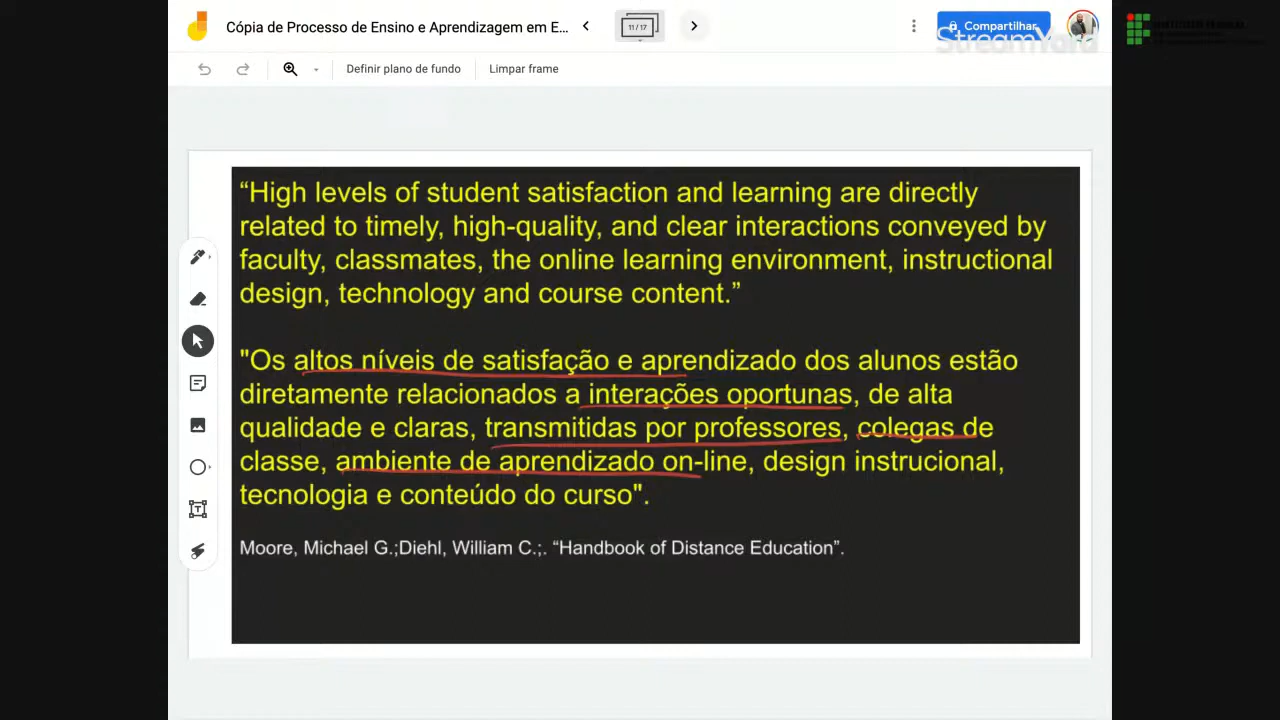 Cópia de Processo de Ensino e Aprendizagem em E...
11 / 17
Compartilhar
StreamYard
Definir plano de fundo
Limpar frame
“High levels of student satisfaction and learning are directly
related to timely, high-quality, and clear interactions conveyed by
faculty, classmates, the online learning environment, instructional
design, technology and course content.”
"Os altos níveis de satisfação e aprendizado dos alunos estão
diretamente relacionados a interações oportunas, de alta
qualidade e claras, transmitidas por professores, colegas de
classe, ambiente de aprendizado on-line, design instrucional,
tecnologia e conteúdo do curso".
Moore, Michael G.;Diehl, William C.;. “Handbook of Distance Education”.